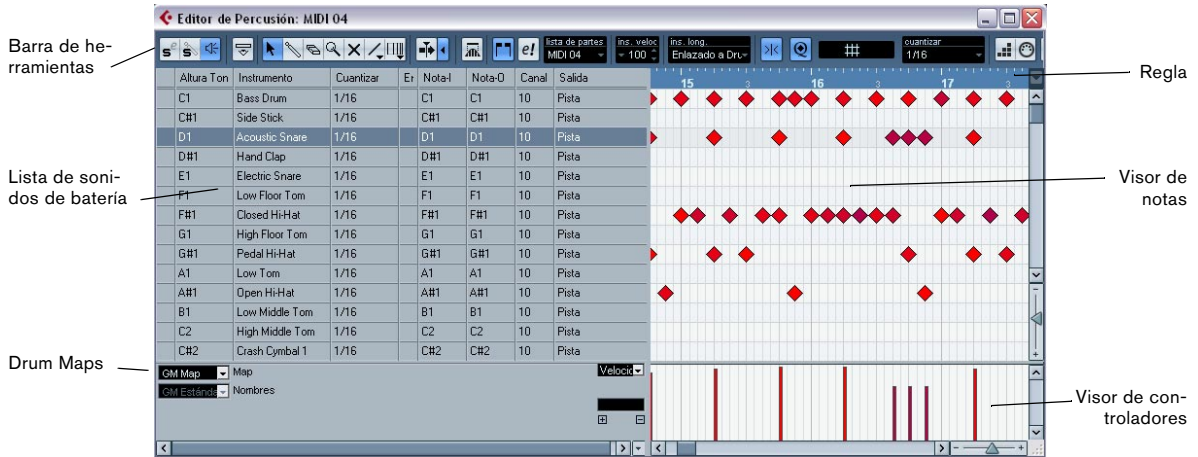 Editor de Percusión: MIDI 04
Barra de he-
rramientas
lista de partes
MIDI 04
ins. veloc
100
ins. long.
Enlazado a Dru
cuantizar
1/16
Regla
Altura Ton Instrumento Cuantizar Er Nota-I Nota-O Canal Salida
15 3 16 3 17 3
C1 Bass Drum 1/16 C1 C1 10 Pista
C#1 Side Stick 1/16 C#1 C#1 10 Pista
D1 Acoustic Snare 1/16 D1 D1 10 Pista
D#1 Hand Clap 1/16 D#1 D#1 10 Pista
E1 Electric Snare 1/16 E1 E1 10 Pista
F1 Low Floor Tom 1/16 F1 F1 10 Pista
F#1 Closed Hi-Hat 1/16 F#1 F#1 10 Pista
G1 High Floor Tom 1/16 G1 G1 10 Pista
G#1 Pedal Hi-Hat 1/16 G#1 G#1 10 Pista
A1 Low Tom 1/16 A1 A1 10 Pista
A#1 Open Hi-Hat 1/16 A#1 A#1 10 Pista
B1 Low Middle Tom 1/16 B1 B1 10 Pista
C2 High Middle Tom 1/16 C2 C2 10 Pista
C#2 Crash Cymbal 1 1/16 C#2 C#2 10 Pista
Lista de soni-
dos de batería
Visor de
notas
Drum Maps
GM Map Map
GM Estánda Nombres
Velocic
Visor de con-
troladores